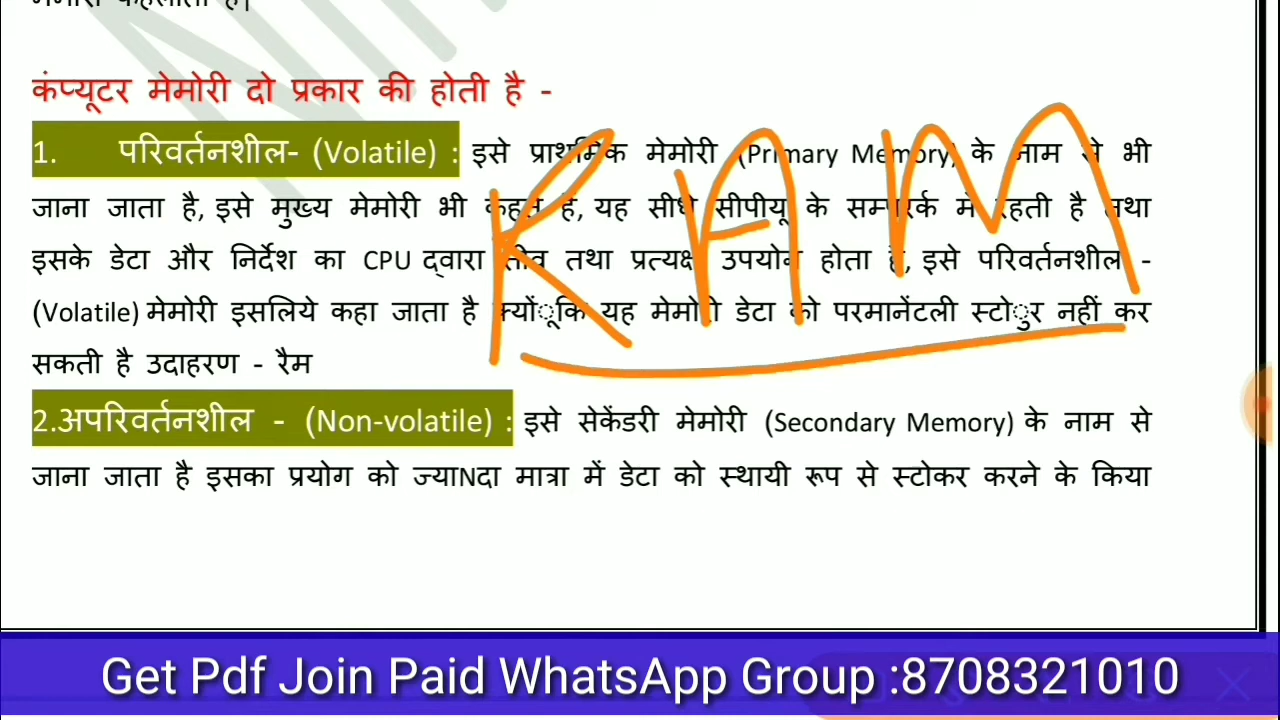 कंप्यूटर मेमोरी दो प्रकार की होती है -
1. परिवर्तनशील- (Volatile) : इसे प्राथमिक मेमोरी (Primary Memory) के नाम से भी
जाना जाता है, इसे मुख्य मेमोरी भी कहते हैं, यह सीधे सीपीयू के सम्पर्क में रहती है तथा
इसके डेटा और निर्देश का CPU द्वारा तीव्र तथा प्रत्यक्ष उपयोग होता है, इसे परिवर्तनशील -
(Volatile) मेमोरी इसलिये कहा जाता है क्योंूकि यह मेमोरी डेटा को परमानेंटली स्टोुर नहीं कर
सकती है उदाहरण - रैम
RAM
2.अपरिवर्तनशील - (Non-volatile) : इसे सेकेंडरी मेमोरी (Secondary Memory) के नाम से
जाना जाता है इसका प्रयोग को ज्याNदा मात्रा में डेटा को स्थायी रूप से स्टोकर करने के किया
Get Pdf Join Paid WhatsApp Group :8708321010